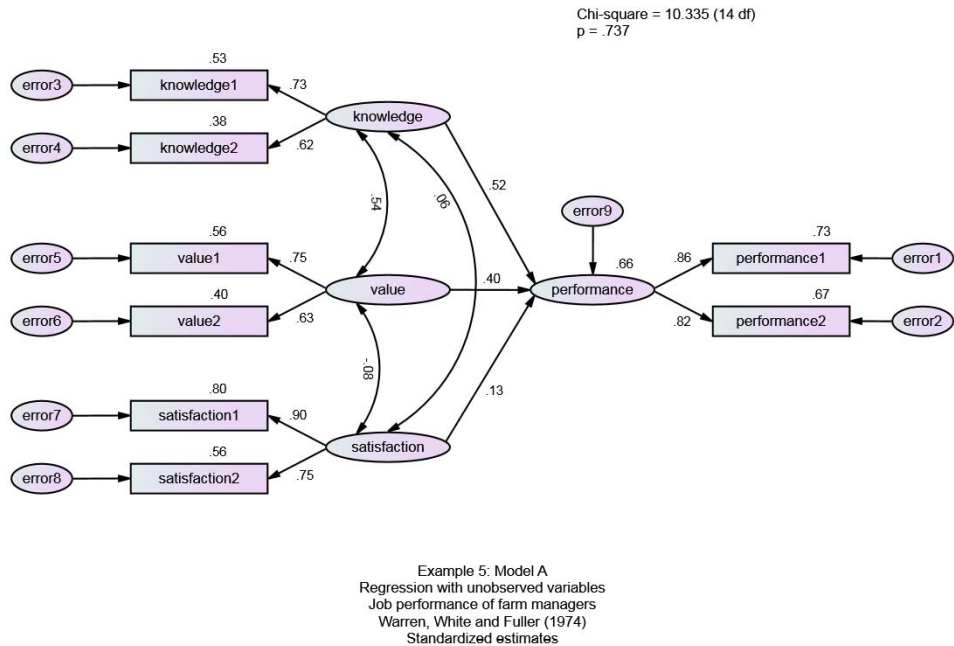 Chi-square = 10.335 (14 df)
p = .737
.53
error3
knowledge1
.73
knowledge
.38
error4
knowledge2
.62
.54
.06
.52
error9
.56
error5
value1
.75
value
.40
.66
performance
.86
.73
performance1
error1
.40
error6
value2
.63
.82
.67
performance2
error2
-.08
.13
.80
error7
satisfaction1
.90
satisfaction
.56
error8
satisfaction2
.75
Example 5: Model A
Regression with unobserved variables
Job performance of farm managers
Warren, White and Fuller (1974)
Standardized estimates